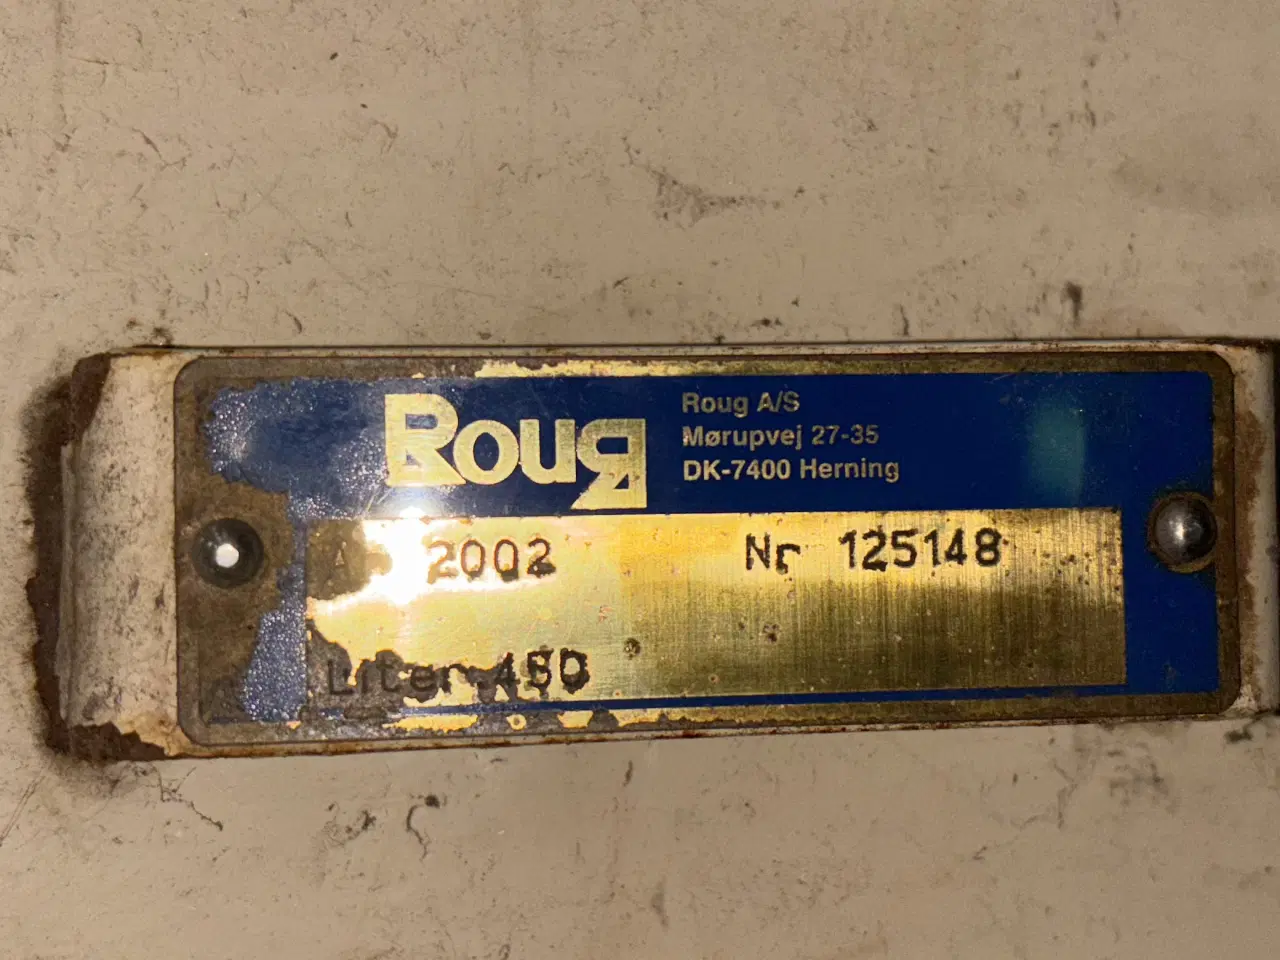 Roug
Roug A/S
Mørupvej 27-35
DK-7400 Herning
2002 Nr 125148
Liter 450